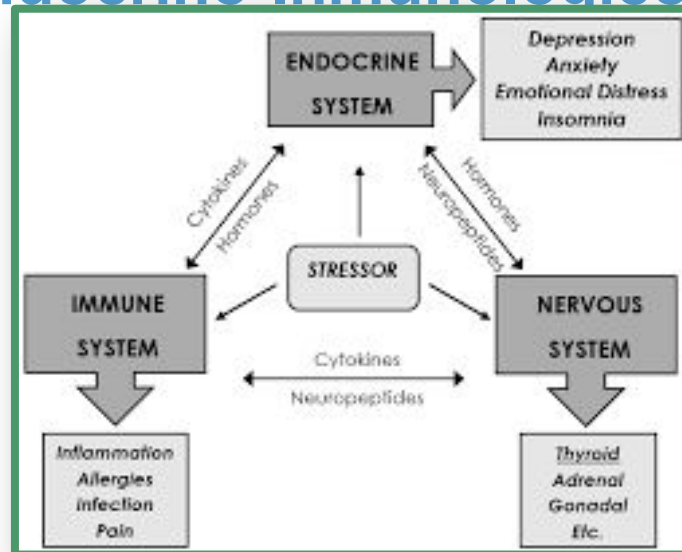 ENDOCRINE
SYSTEM
Depression
Anxiety
Emotional Distress
Insomnia
Cytokines
Hormones
Hormones
Neuropeptides
STRESSOR
IMMUNE
SYSTEM
NERVOUS
SYSTEM
Cytokines
Neuropeptides
Inflammation
Allergies
Infection
Pain
Thyroid
Adrenal
Gonadal
Etc.